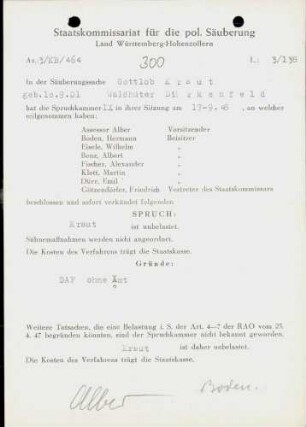 Staatskommissariat für die pol. Säuberung
Land Württemberg-Hohenzollern
Az. 3/KB/464
300
L: 3/138
In der Säuberungssache Gottlob Kraut
geb. 10.9.01 Waldhüter Dürkenfeld
hat die Spruchkammer IX in ihrer Sitzung am 17-9.48, an welcher
teilgenommen haben:
Assessor Alber Vorsitzender
Boden, Hermann Beisitzer
Eisele, Wilhelm "
Benz, Albert "
Fischer, Alexander "
Klett, Martin "
Dürr, Emil "
Götzendörfer, Friedrich Vertreter des Staatskommissars
beschlossen und sofort verkündet folgenden
SPRUCH:
Kraut
ist unbelastet.
Sühnemaßnahmen werden nicht angeordnet.
Die Kosten des Verfahrens trägt die Staatskasse.
Gründe:
DAF ohne Amt
Weitere Tatsachen, die eine Belastung i. S. der Art. 4—7 der RAO vom 25.
4. 47 begründen könnten, sind der Spruchkammer nicht bekannt geworden.
Kraut ist daher unbelastet.
Die Kosten des Verfahrens trägt die Staatskasse.
Alber Boden.